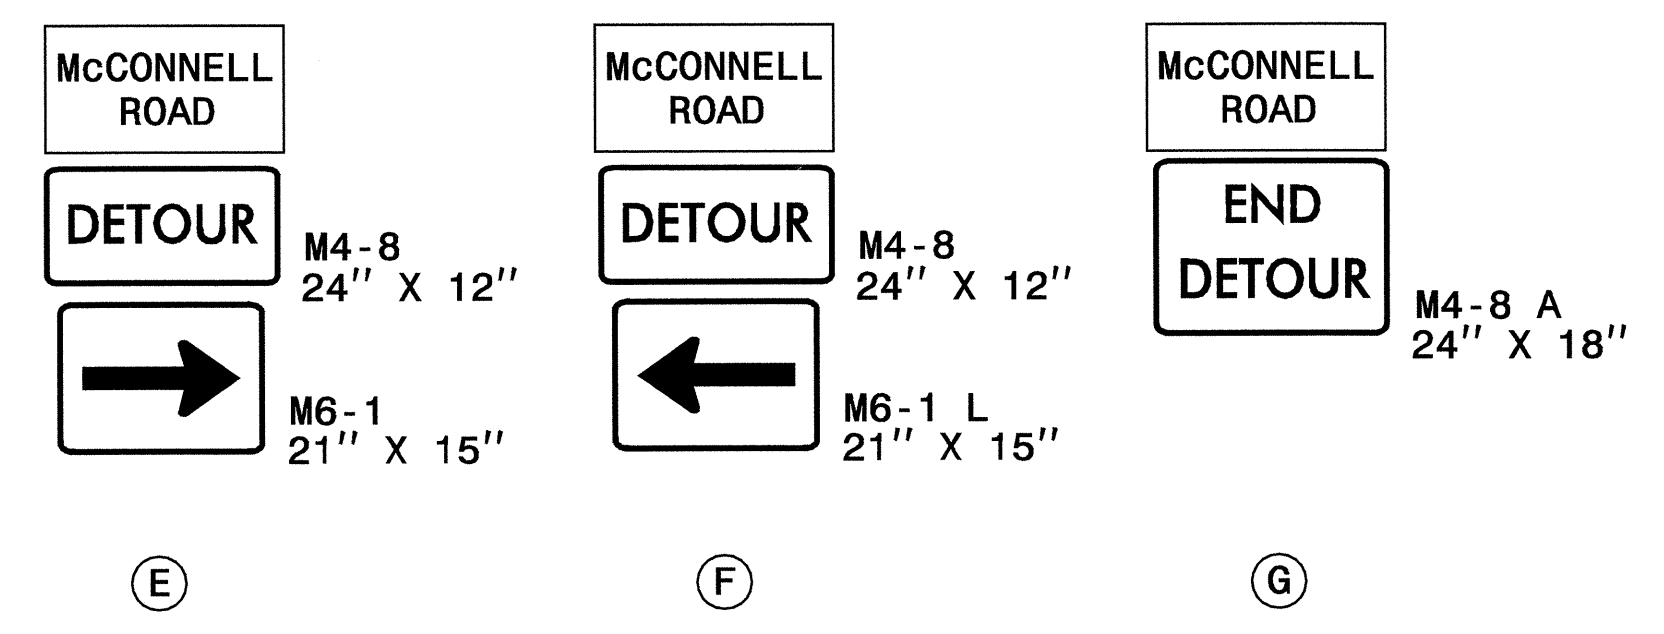 McCONNELL
ROAD
DETOUR
M4-8
24" X 12"
M6-1
21" X 15"
E
McCONNELL
ROAD
DETOUR
M4-8
24" X 12"
M6-1 L
21" X 15"
F
McCONNELL
ROAD
END
DETOUR
M4-8 A
24" X 18"
G